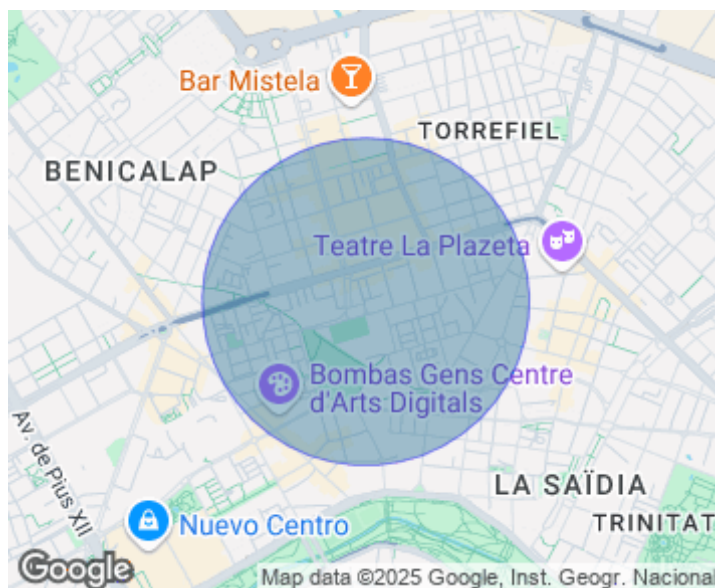 Bar Mistela
TORREFIEL
BENICALAP
Teatre La Plazeta
Bombas Gens Centre
d'Arts Digitals
Av. de Pius XII
LA SAÏDIA
TRINITAT
Nuevo Centro
Google
Map data ©2025 Google, Inst. Geogr. Nacional